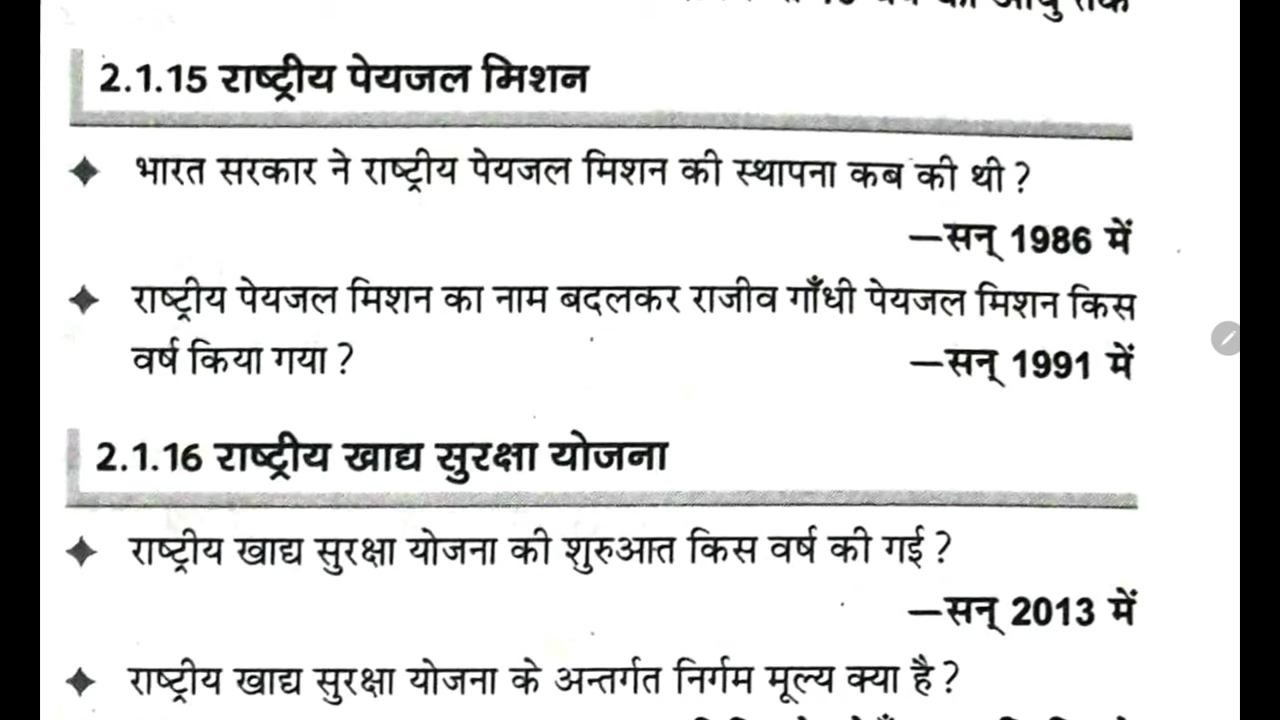 2.1.15 राष्ट्रीय पेयजल मिशन
भारत सरकार ने राष्ट्रीय पेयजल मिशन की स्थापना कब की थी ?
—सन् 1986 में
राष्ट्रीय पेयजल मिशन का नाम बदलकर राजीव गाँधी पेयजल मिशन किस
वर्ष किया गया ? —सन् 1991 में
2.1.16 राष्ट्रीय खाद्य सुरक्षा योजना
राष्ट्रीय खाद्य सुरक्षा योजना की शुरुआत किस वर्ष की गई ?
—सन् 2013 में
राष्ट्रीय खाद्य सुरक्षा योजना के अन्तर्गत निर्गम मूल्य क्या है ?